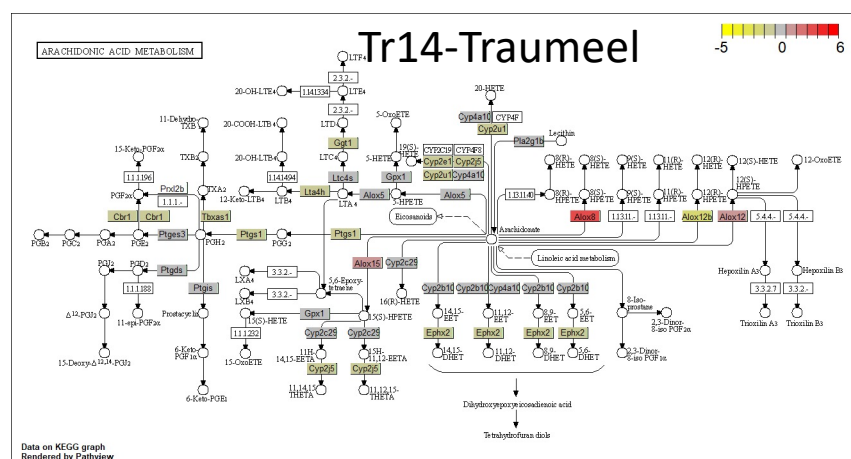 Tr14-Traumeel
ARACHIDONIC ACID METABOLISM
-5 0 6
LTF4
2.3.2.-
20-OH-LTE4 1.14.13.34 LTE4
2.3.2.-
20-HETE
Cyp4a10 CYP4F
Cyp2u1
11-Dehydro-TXB2
20-COOH-LTB4
LTD4
5-OxoETE
Pla2g1b Lecithin
15-Keto-PGF2α
Ggt1
5-HETE
19(S)-HETE
CYP2C19 CYP4F8
Cyp2e1 Cyp2j5
Cyp2u1 Cyp4a10
TXB2
20-OH-LTB4
LTC4
8(R)-HETE 8(S)-HETE 9(S)-HETE 11(R)-HETE 12(R)-HETE 12(S)-HETE 12-OxoETE
1.1.1.196
1.14.14.94
Ltc4s
Gpx1
12(S)-HPETE
PGF2α
Prxl2b
1.1.1.-
TXA2
12-Keto-LTB4
LTB4
Lta4h
LTA4
Alox5
5-HPETE
Alox5
1.13.11.40
Cbr1 Cbr1
Tbxas1
Eicosanoids
Arachidonate
Alox8 1.13.11.- 1.13.11.- Alox12b Alox12 5.4.4.- 5.4.4.-
PGB2 PGC2 PGA2 PGE2
Ptges3
PGH2
Ptgs1
PGG2
Ptgs1
Linoleic acid metabolism
Ptgds
LXA4
3.3.2.-
Alox15
Cyp2c29
Hepoxilin A3 Hepoxilin B3
PGJ2 PGD2
Ptgis
LXB4
3.3.2.-
5,6-Epoxytetraene
16(R)-HETE
Cyp2b10 Cyp2b10 Cyp4a10 Cyp2b10 Cyp2b10
3.3.2.7 3.3.2.-
1.1.1.188
Δ12-PGJ2
11-epi-PGF2α
Prostacyclin
15(S)-HETE
Gpx1
15(S)-HPETE
14,15-EET 11,12-EET 8,9-EET 5,6-EET
8-Iso-prostane
2,3-Dinor-8-iso PGF2α
Trioxilin A3 Trioxilin B3
1.1.1.232
Cyp2c29 Cyp2c29
Ephx2 Ephx2 Ephx2 Ephx2
15-Deoxy-Δ12,14-PGJ2
6-Keto-PGF1α
15-OxoETE
11H-14,15-EETA
15H-11,12-EETA
14,15-DHET 11,12-DHET 8,9-DHET 5,6-DHET
2,3-Dinor-8-iso PGF1α
Cyp2j5 Cyp2j5
6-Keto-PGE1
11,14,15-THETA
11,12,15-THETA
Dihydroxyepoxyeicosadienoic acid
Tetrahydrofuran diols
Data on KEGG graph
Rendered by Pathview